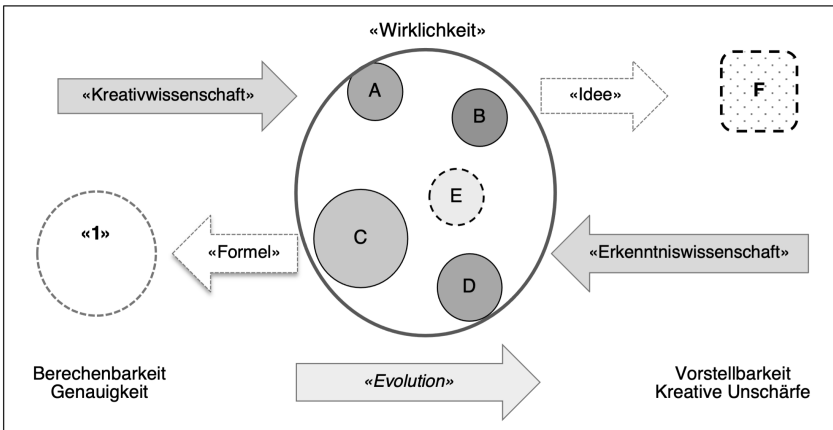 «Wirklichkeit»
«Kreativwissenschaft»
A
B
«Idee»
F
E
«1»
«Formel»
C
D
«Erkenntniswissenschaft»
Berechenbarkeit
Genauigkeit
«Evolution»
Vorstellbarkeit
Kreative Unschärfe